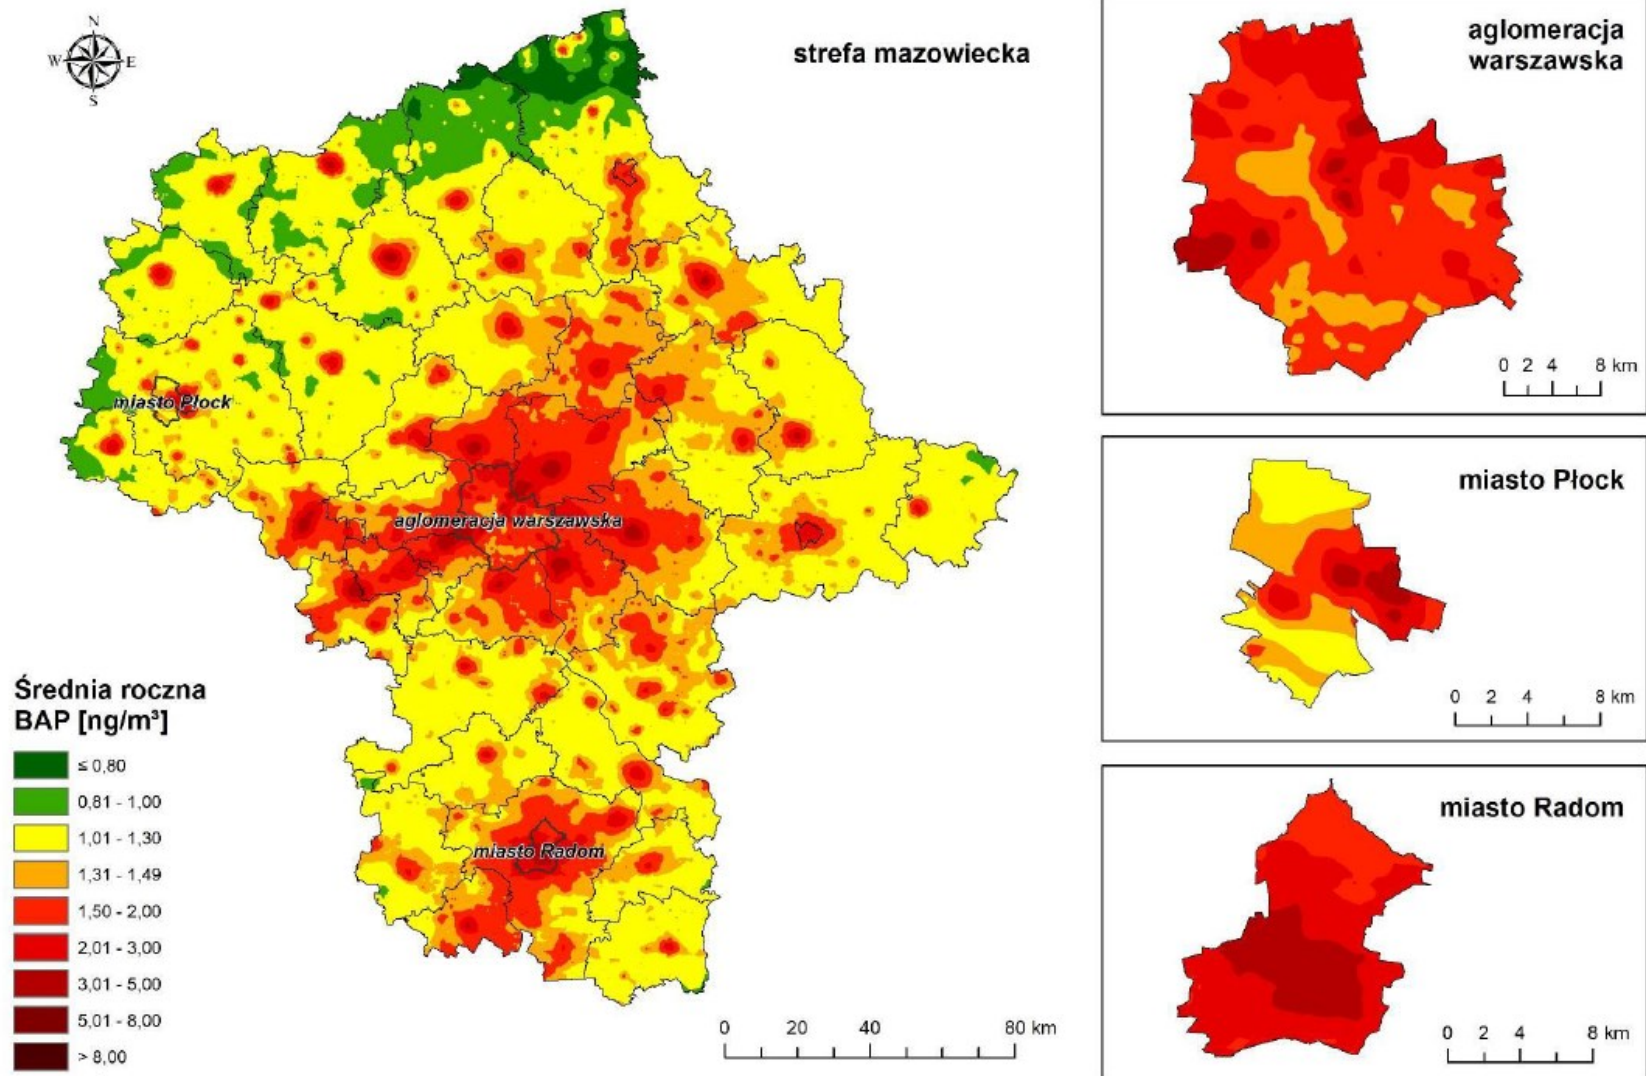 N
W E
S
strefa mazowiecka
miasto Płock
aglomeracja warszawska
miasto Radom
Średnia roczna
BAP [ng/m³]
≤ 0,80
0,81 - 1,00
1,01 - 1,30
1,31 - 1,49
1,50 - 2,00
2,01 - 3,00
3,01 - 5,00
5,01 - 8,00
> 8,00
0 20 40 80 km
aglomeracja
warszawska
0 2 4 8 km
miasto Płock
0 2 4 8 km
miasto Radom
0 2 4 8 km